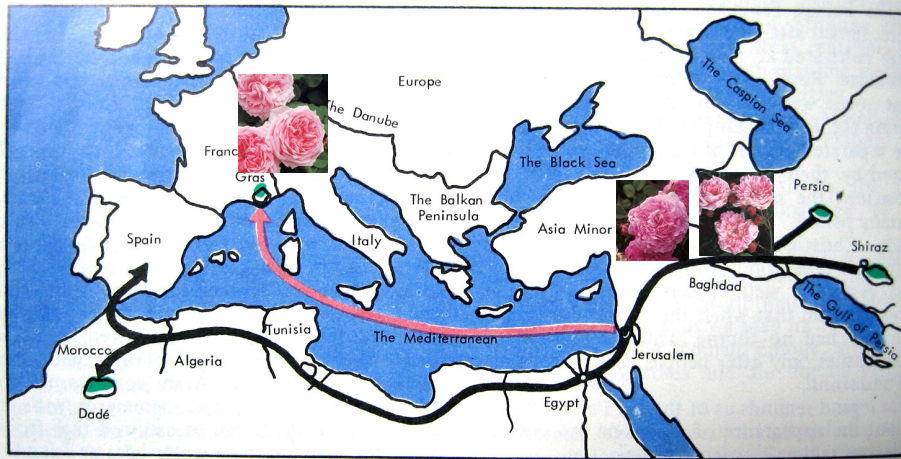 Europe
The Caspian Sea
The Danube
Franc
The Black Sea
Gras
Persia
The Balkan
Peninsula
Asia Minor
Spain
Italy
Shiraz
Baghdad
The Gulf of Persia
Tunisia
The Mediterranean
Morocco
Algeria
Jerusalem
Dadé
Egypt